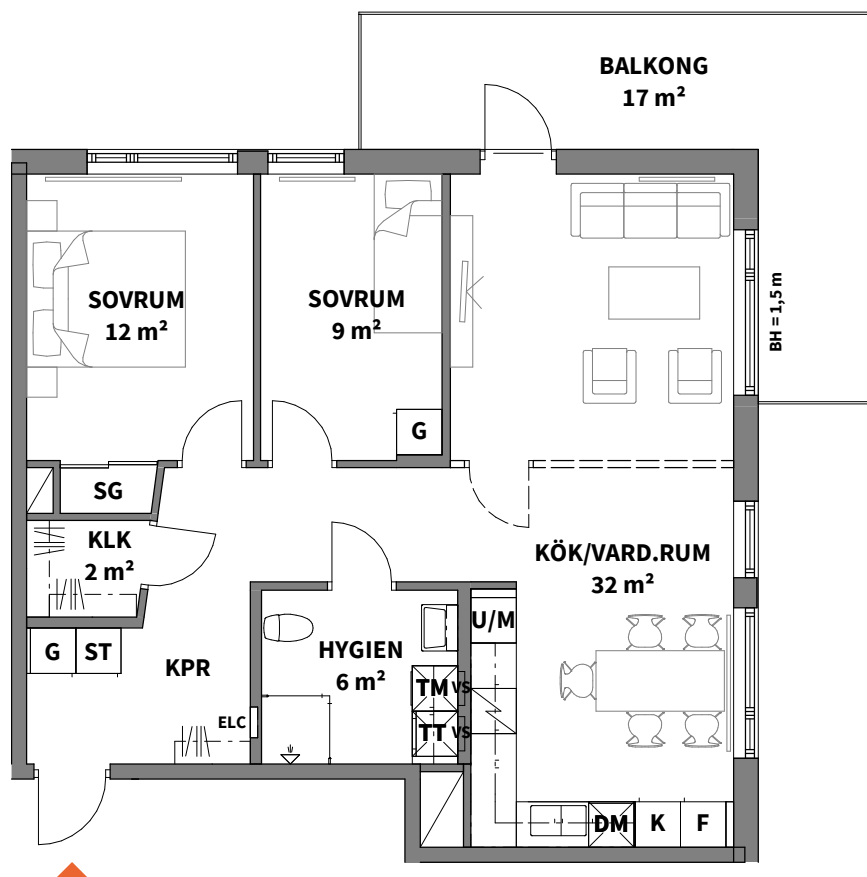 BALKONG
17 m²
SOVRUM
12 m²
SOVRUM
9 m²
BH = 1,5 m
G
SG
KLK
2 m²
KÖK/VARD.RUM
32 m²
U/M
G
ST
KPR
HYGIEN
6 m²
TM
VS
ELC
TT
VS
DM
K
F